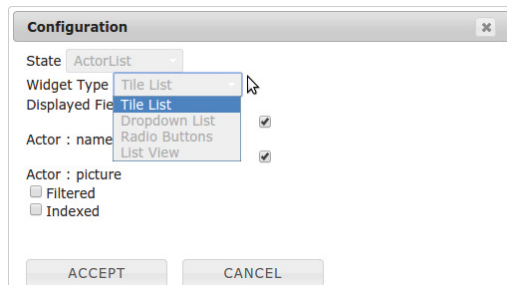 Configuration
State ActorList
Widget Type Tile List
Displayed Fie
Tile List
Dropdown List
Radio Buttons
List View
Actor : name
Actor : picture
Filtered
Indexed
ACCEPT CANCEL